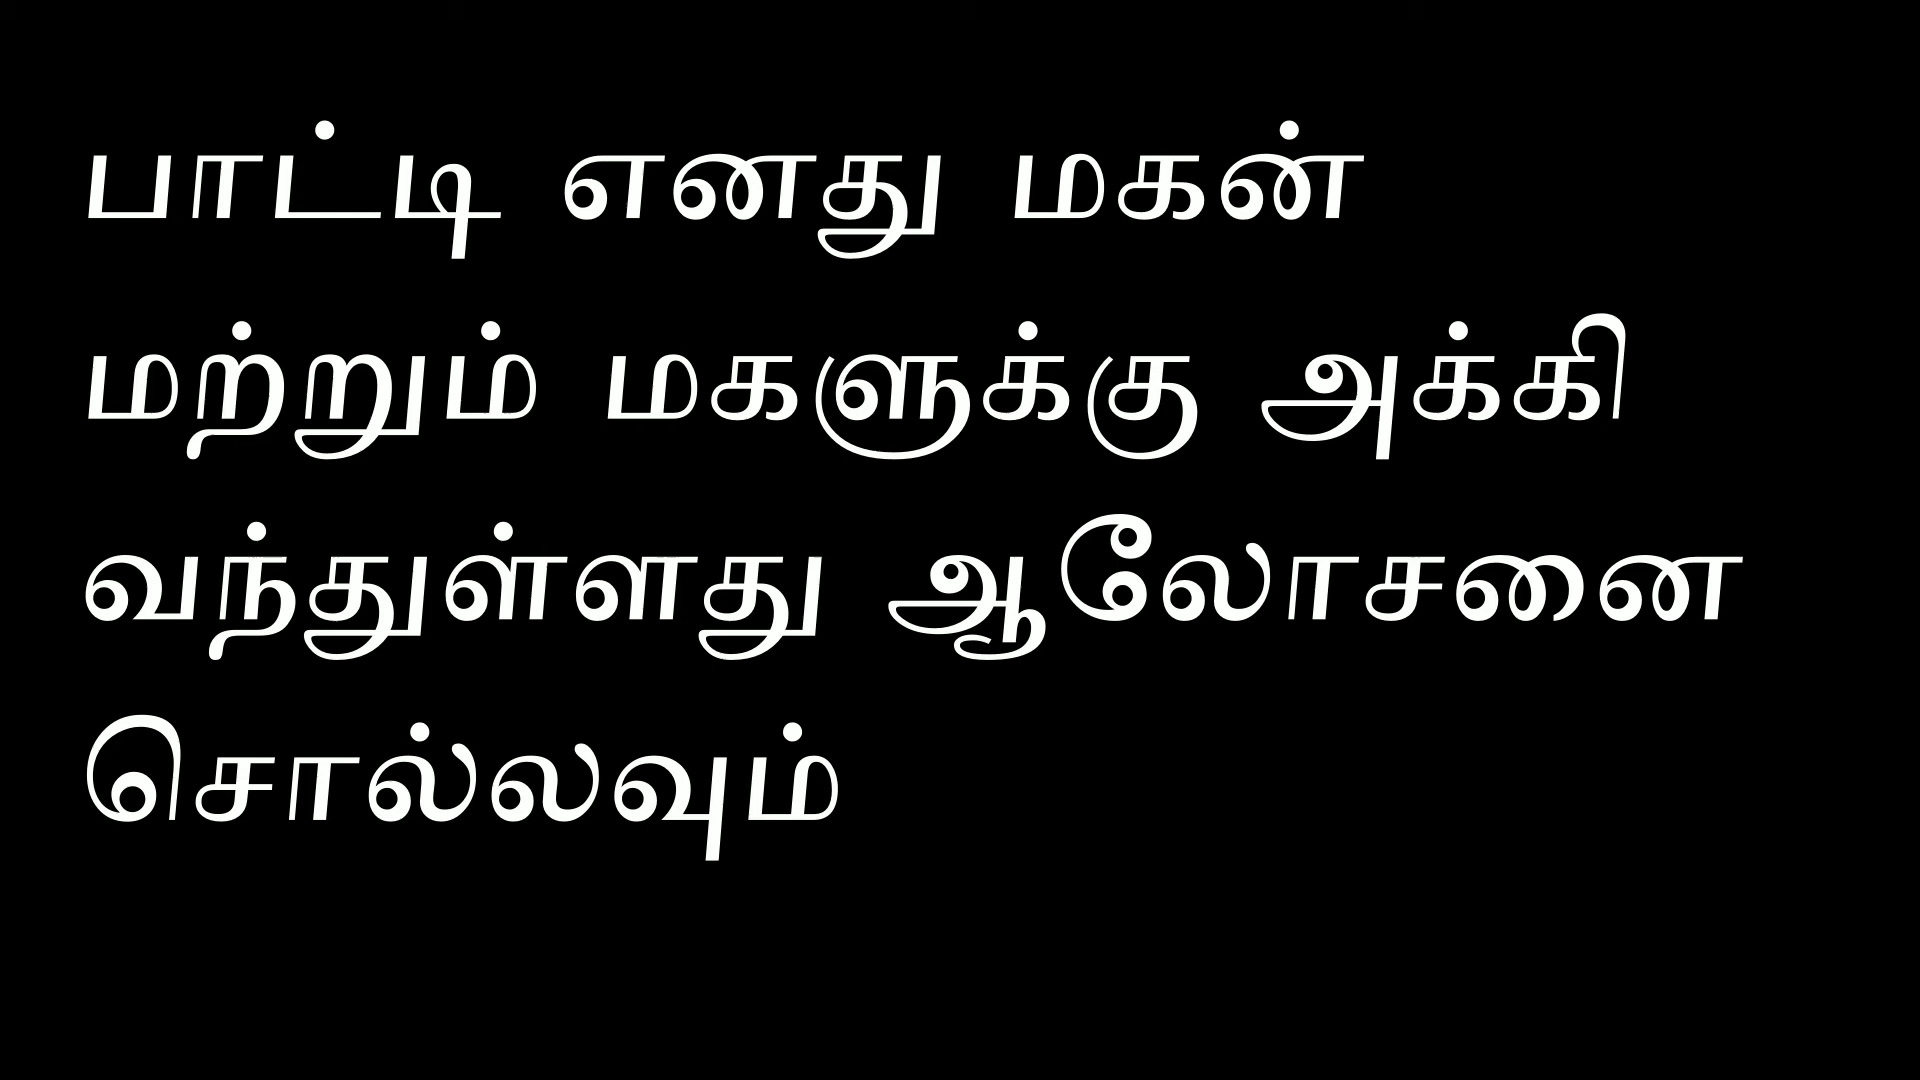 பாட்டி எனது மகன்
மற்றும் மகளுக்கு அக்கி
வந்துள்ளது ஆலோசனை
சொல்லவும்